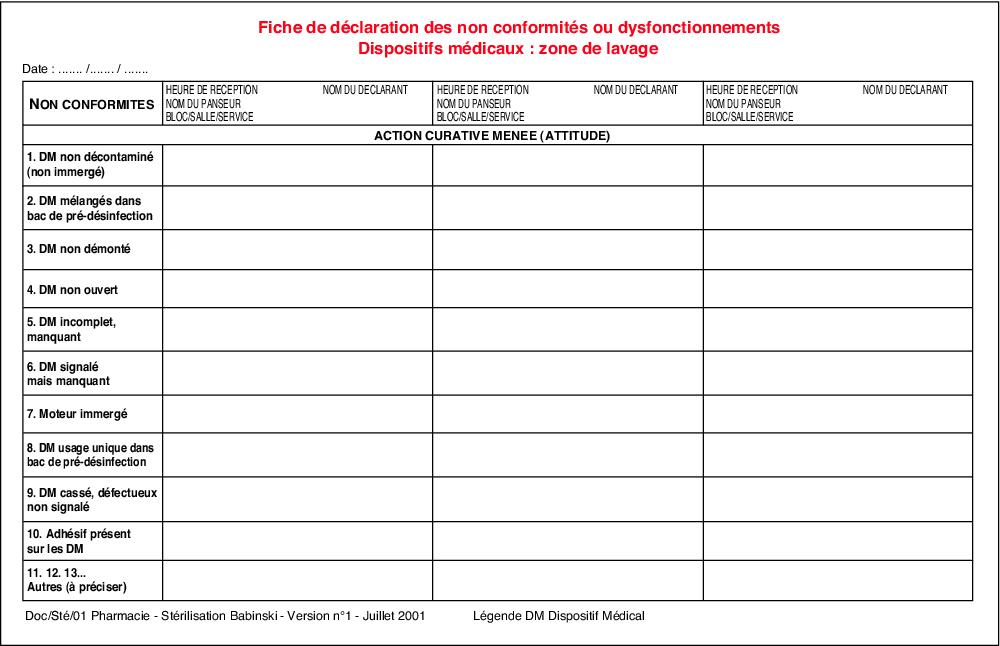 Fiche de déclaration des non conformités ou dysfonctionnements
Dispositifs médicaux : zone de lavage
Date : ....... /....... / .......
NON CONFORMITES
HEURE DE RECEPTION NOM DU DECLARANT
NOM DU PANSEUR
BLOC/SALLE/SERVICE
HEURE DE RECEPTION NOM DU DECLARANT
NOM DU PANSEUR
BLOC/SALLE/SERVICE
HEURE DE RECEPTION NOM DU DECLARANT
NOM DU PANSEUR
BLOC/SALLE/SERVICE
ACTION CURATIVE MENEE (ATTITUDE)
1. DM non décontaminé
(non immergé)
2. DM mélangés dans
bac de pré-désinfection
3. DM non démonté
4. DM non ouvert
5. DM incomplet,
manquant
6. DM signalé
mais manquant
7. Moteur immergé
8. DM usage unique dans
bac de pré-désinfection
9. DM cassé, défectueux
non signalé
10. Adhésif présent
sur les DM
11. 12. 13...
Autres (à préciser)
Doc/Sté/01 Pharmacie - Stérilisation Babinski - Version n°1 - Juillet 2001 Légende DM Dispositif Médical